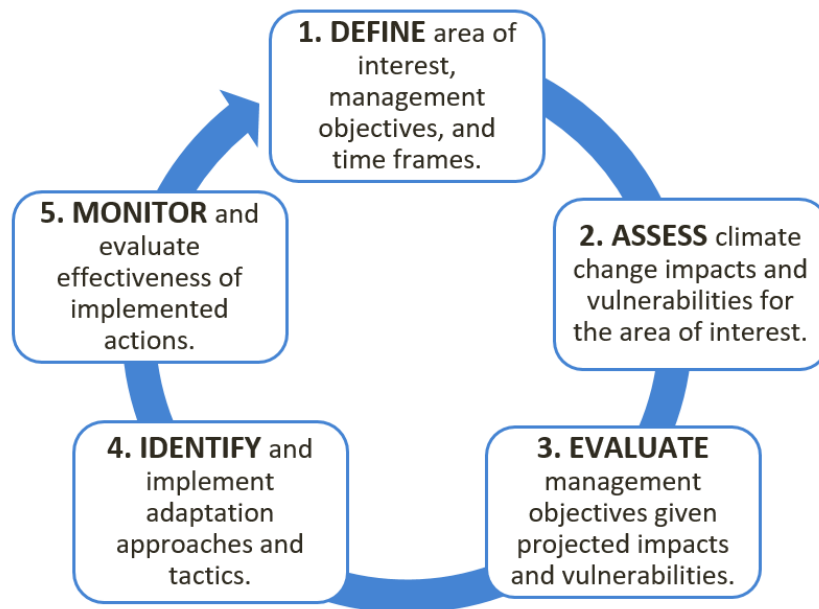 1. DEFINE area of
interest,
management
objectives, and
time frames.
2. ASSESS climate
change impacts and
vulnerabilities for
the area of interest.
3. EVALUATE
management
objectives given
projected impacts
and vulnerabilities.
4. IDENTIFY and
implement
adaptation
approaches and
tactics.
5. MONITOR and
evaluate
effectiveness of
implemented
actions.